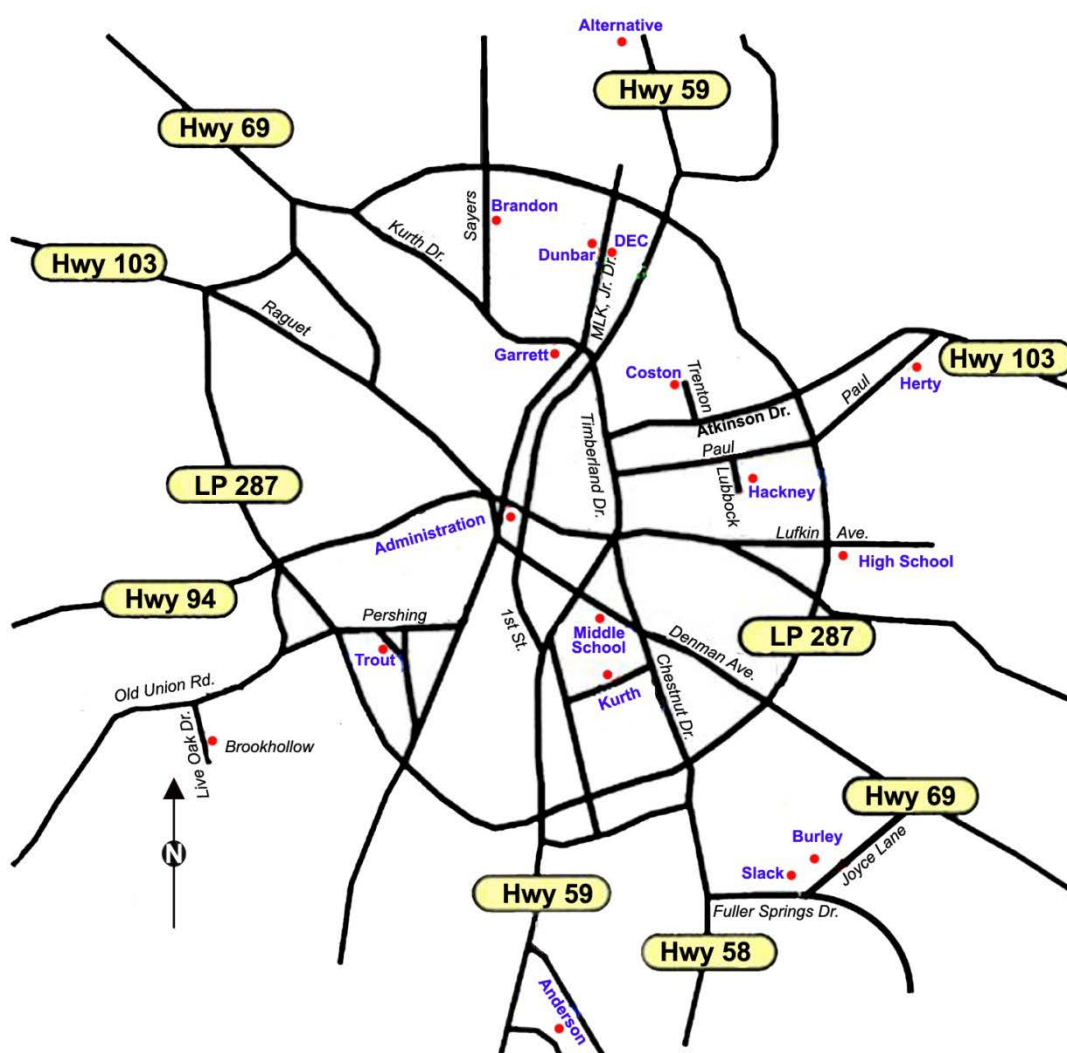 Alternative
Hwy 59
Hwy 69
Sayers
Brandon
Kurth Dr.
Dunbar
DEC
MLK, Jr. Dr.
Hwy 103
Raguet
Garrett
Coston
Trenton
Hwy 103
Herty
Paul
Atkinson Dr.
Timberland Dr.
Paul
Lubbock
Hackney
LP 287
Administration
Lufkin Ave.
High School
Hwy 94
Pershing
1st St.
Middle
School
Denman Ave.
LP 287
Trout
Kurth
Chestnut Dr.
Old Union Rd.
Live Oak Dr.
Brookhollow
N
Hwy 69
Burley
Joyce Lane
Slack
Hwy 59
Fuller Springs Dr.
Hwy 58
Anderson